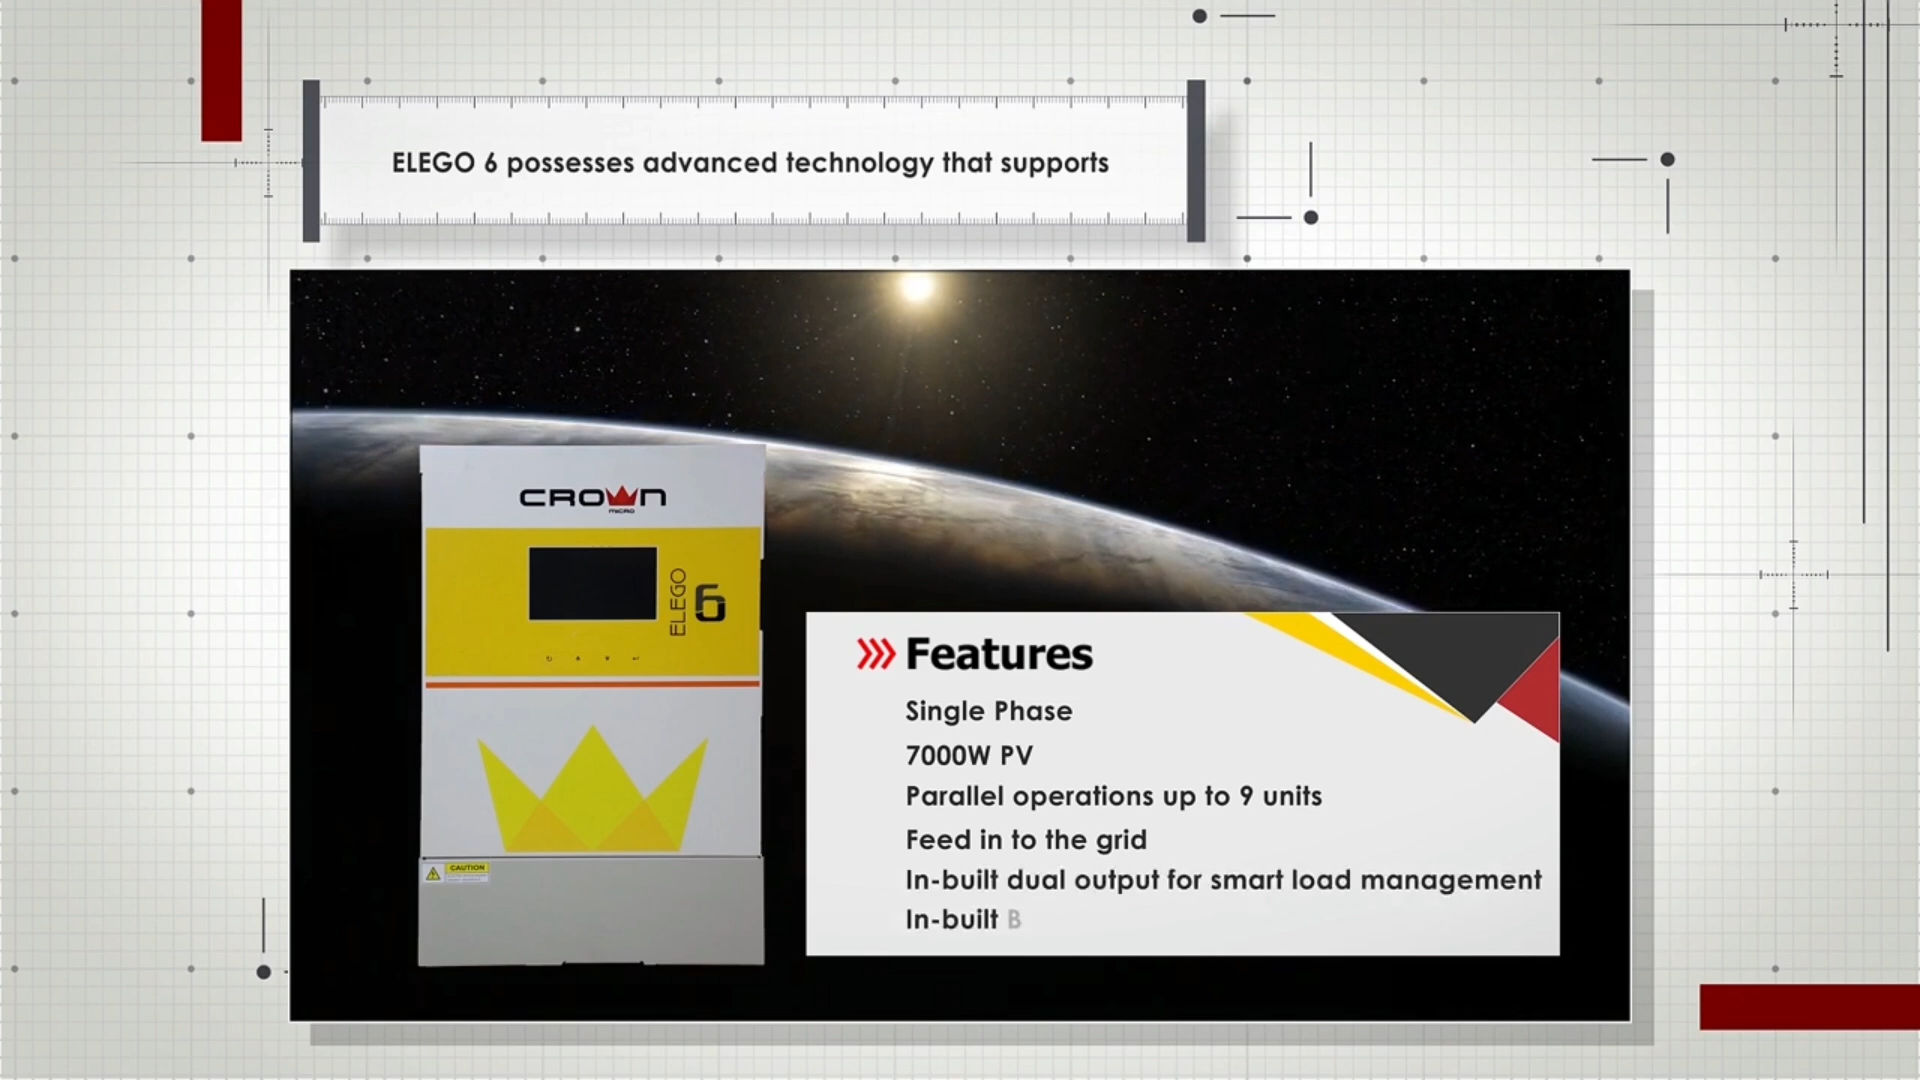 ELEGO 6 possesses advanced technology that supports
CROWN
MICRO
ELEGO 6
CAUTION
Features
Single Phase
7000W PV
Parallel operations up to 9 units
Feed in to the grid
In-built dual output for smart load management
In-built B